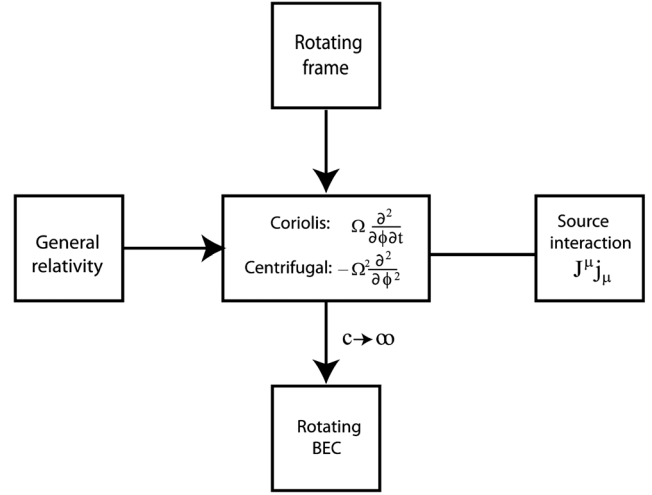 Rotating
frame
General
relativity
Coriolis: Ω ∂²/∂ϕ∂t
Centrifugal: −Ω² ∂²/∂ϕ²
Source
interaction
J^μ j_μ
c→∞
Rotating
BEC